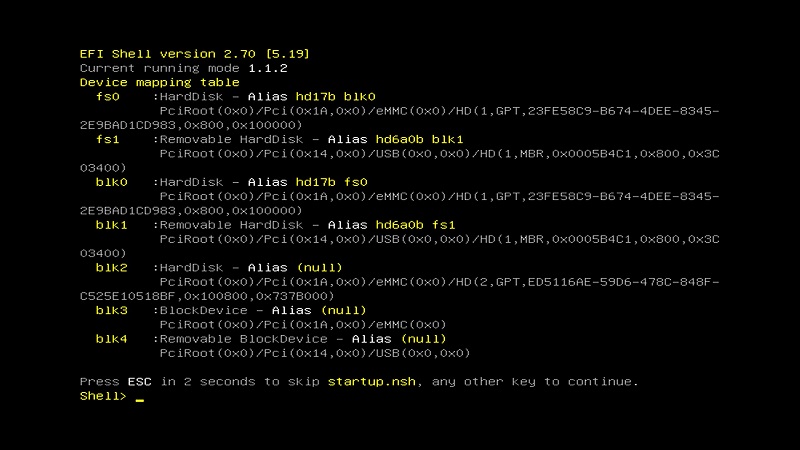 EFI Shell version 2.70 [5.19]
Current running mode 1.1.2
Device mapping table
fs0 :HardDisk - Alias hd17b blk0
PciRoot(0x0)/Pci(0x1A,0x0)/eMMC(0x0)/HD(1,GPT,23FE58C9-B674-4DEE-8345-
2E9BAD1CD983,0x800,0x100000)
fs1 :Removable HardDisk - Alias hd6a0b blk1
PciRoot(0x0)/Pci(0x14,0x0)/USB(0x0,0x0)/HD(1,MBR,0x0005B4C1,0x800,0x3C
03400)
blk0 :HardDisk - Alias hd17b fs0
PciRoot(0x0)/Pci(0x1A,0x0)/eMMC(0x0)/HD(1,GPT,23FE58C9-B674-4DEE-8345-
2E9BAD1CD983,0x800,0x100000)
blk1 :Removable HardDisk - Alias hd6a0b fs1
PciRoot(0x0)/Pci(0x14,0x0)/USB(0x0,0x0)/HD(1,MBR,0x0005B4C1,0x800,0x3C
03400)
blk2 :HardDisk - Alias (null)
PciRoot(0x0)/Pci(0x1A,0x0)/eMMC(0x0)/HD(2,GPT,ED5116AE-59D6-478C-848F-
C525E10518BF,0x100800,0x737B000)
blk3 :BlockDevice - Alias (null)
PciRoot(0x0)/Pci(0x1A,0x0)/eMMC(0x0)
blk4 :Removable BlockDevice - Alias (null)
PciRoot(0x0)/Pci(0x14,0x0)/USB(0x0,0x0)
Press ESC in 2 seconds to skip startup.nsh, any other key to continue.
Shell> _